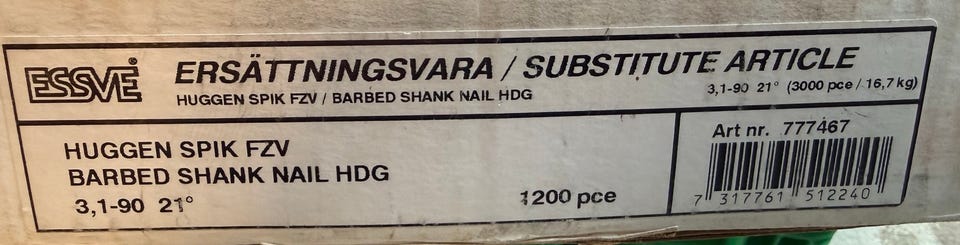 ESSVE®
ERSÄTTNINGSVARA / SUBSTITUTE ARTICLE
HUGGEN SPIK FZV / BARBED SHANK NAIL HDG
3,1-90 21° (3000 pce / 16,7 kg)
HUGGEN SPIK FZV
BARBED SHANK NAIL HDG
3,1-90 21°
1200 pce
Art nr. 777467
7 317761 512240